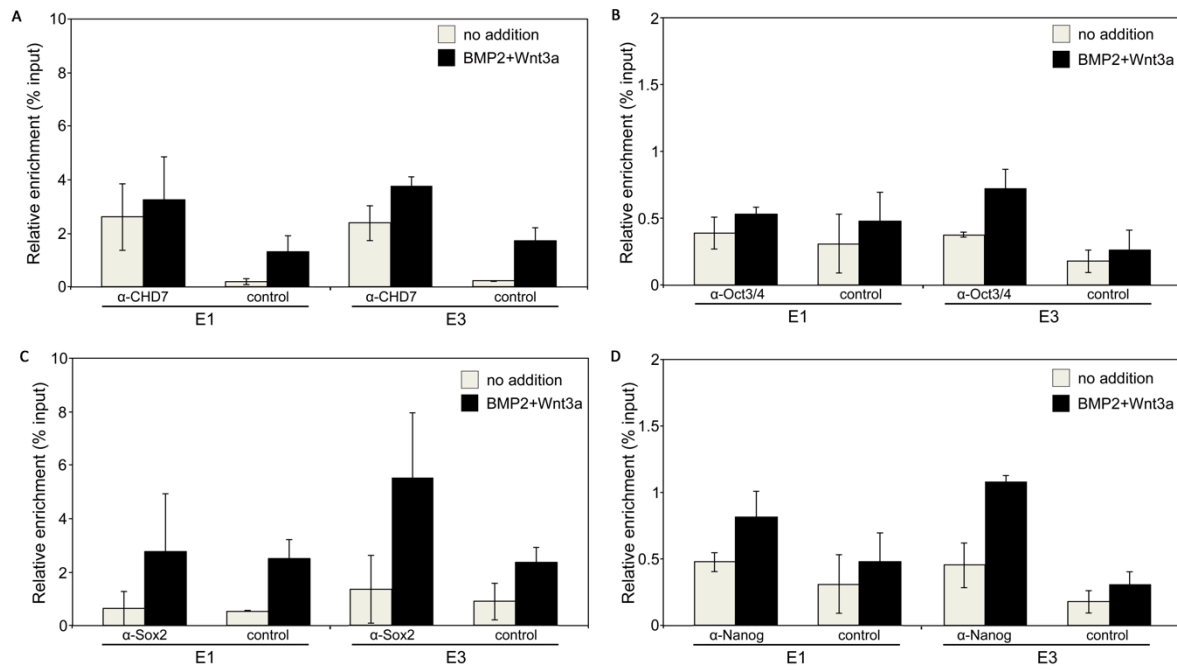 A
Relative enrichment (% input)
10
8
6
4
2
0
no addition
BMP2+Wnt3a
α-CHD7 control α-CHD7 control
E1 E3
B
Relative enrichment (% input)
2
1.5
1
0.5
0
no addition
BMP2+Wnt3a
α-Oct3/4 control α-Oct3/4 control
E1 E3
C
Relative enrichment (% input)
10
8
6
4
2
0
no addition
BMP2+Wnt3a
α-Sox2 control α-Sox2 control
E1 E3
D
Relative enrichment (% input)
2
1.5
1
0.5
0
no addition
BMP2+Wnt3a
α-Nanog control α-Nanog control
E1 E3